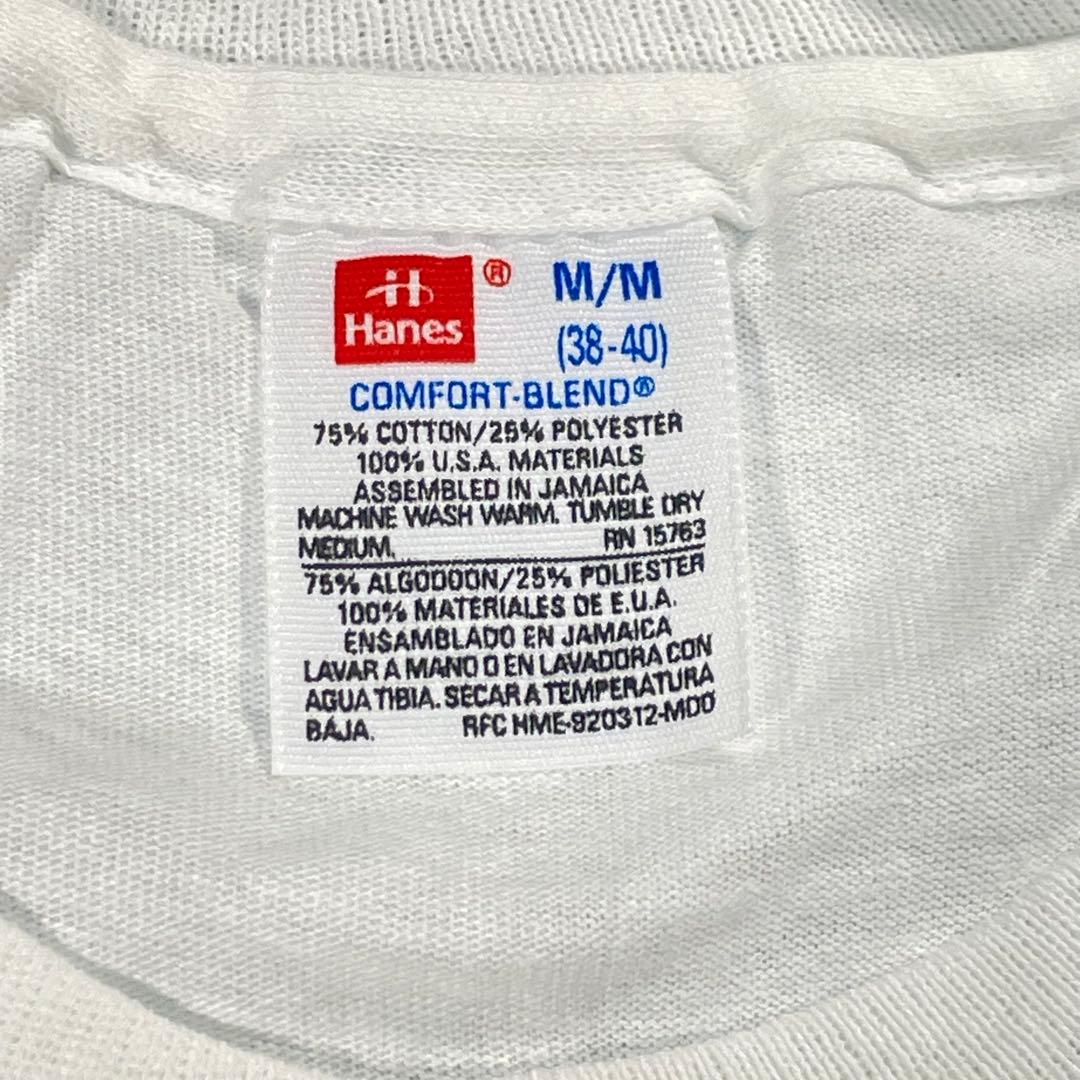 Hanes® M/M
(38-40)
COMFORT-BLEND®
75% COTTON/25% POLYESTER
100% U.S.A. MATERIALS
ASSEMBLED IN JAMAICA
MACHINE WASH WARM. TUMBLE DRY
MEDIUM. RN 15763
75% ALGODOON/25% POLIESTER
100% MATERIALES DE E.U.A.
ENSAMBLADO EN JAMAICA
LAVAR A MANO O EN LAVADORA CON
AGUA TIBIA. SECAR A TEMPERATURA
BAJA. RFC HME-920312-MD0